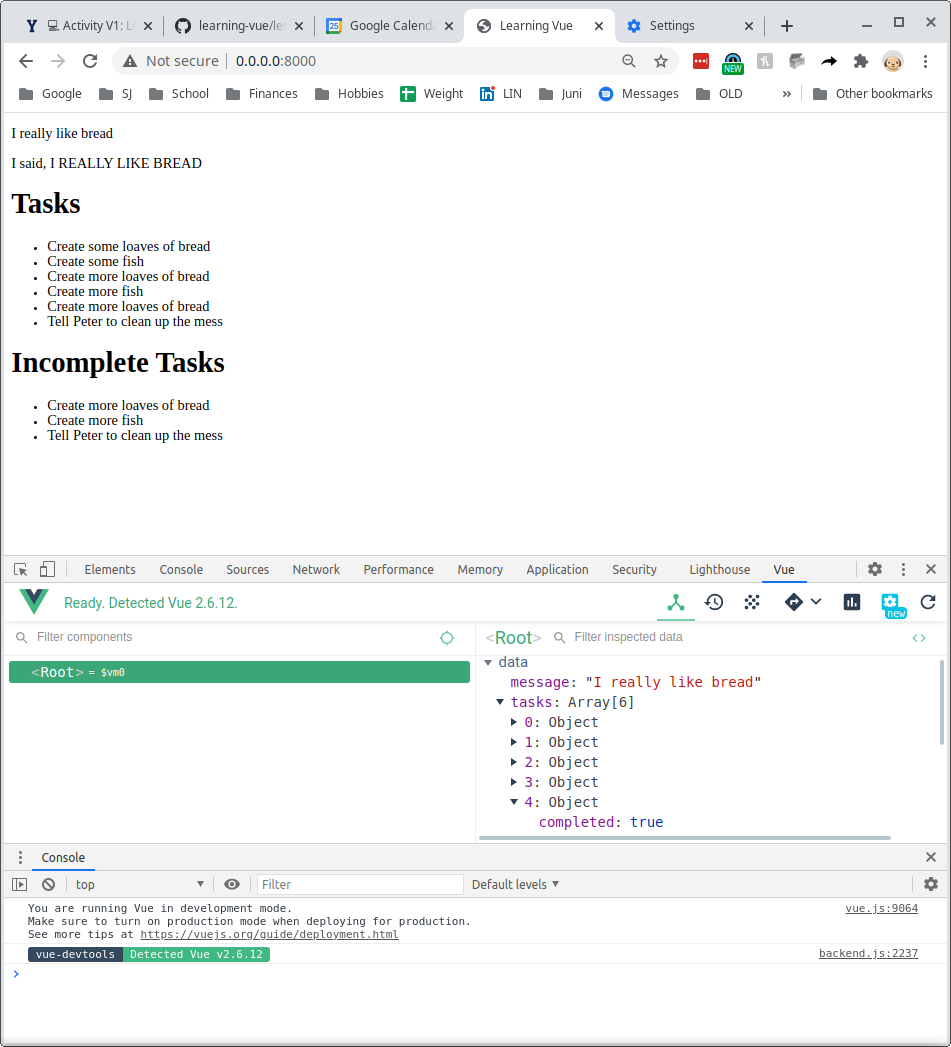 Activity V1: Le
learning-vue/les
Google Calenda
Learning Vue
Settings
Not secure
0.0.0.0:8000
NEW
Google
SJ
School
Finances
Hobbies
Weight
LIN
Juni
Messages
OLD
»
Other bookmarks
I really like bread
I said, I REALLY LIKE BREAD
Tasks
• Create some loaves of bread
• Create some fish
• Create more loaves of bread
• Create more fish
• Create more loaves of bread
• Tell Peter to clean up the mess
Incomplete Tasks
• Create more loaves of bread
• Create more fish
• Tell Peter to clean up the mess
Elements Console Sources Network Performance Memory Application Security Lighthouse Vue
Ready. Detected Vue 2.6.12.
new
Filter components
<Root> = $vm0
<Root> Filter inspected data
data
message: "I really like bread"
tasks: Array[6]
0: Object
1: Object
2: Object
3: Object
4: Object
completed: true
Console
top
Filter
Default levels
You are running Vue in development mode. vue.js:9064
Make sure to turn on production mode when deploying for production.
See more tips at https://vuejs.org/guide/deployment.html
vue-devtools Detected Vue v2.6.12 backend.js:2237